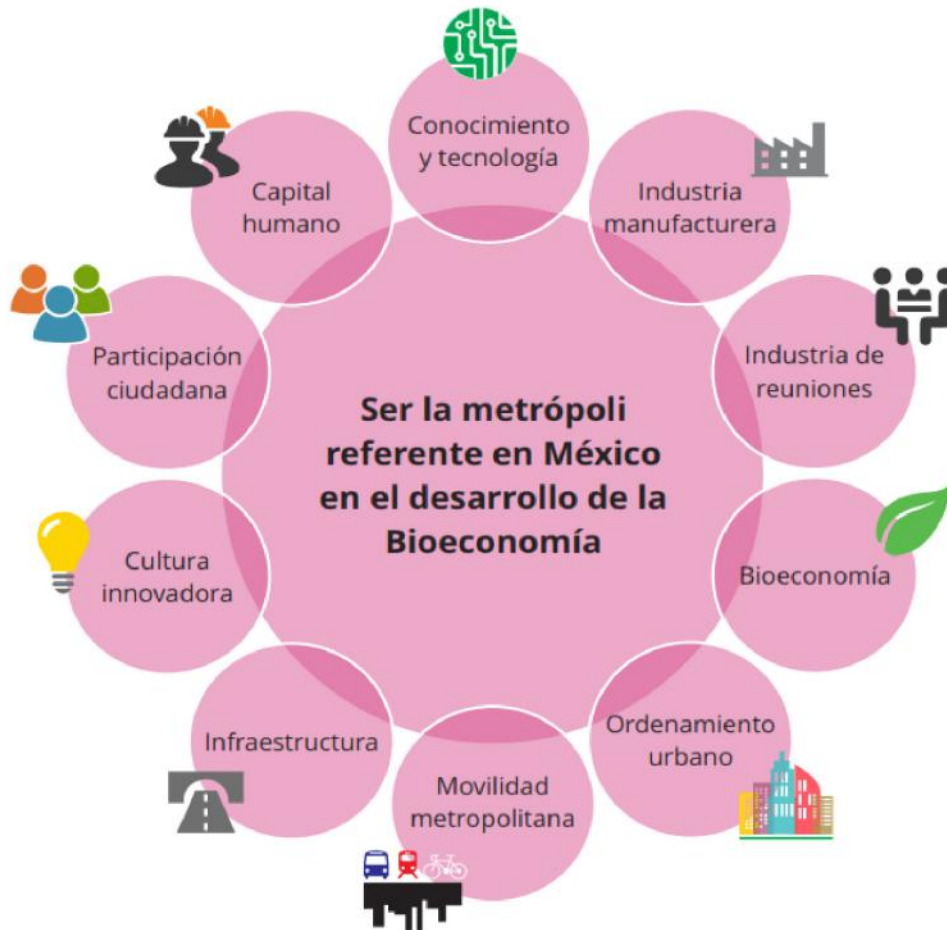 Conocimiento
y tecnología
Industria
manufacturera
Industria de
reuniones
Bioeconomía
Ordenamiento
urbano
Movilidad
metropolitana
Infraestructura
Cultura
innovadora
Participación
ciudadana
Capital
humano
Ser la metrópoli
referente en México
en el desarrollo de la
Bioeconomía